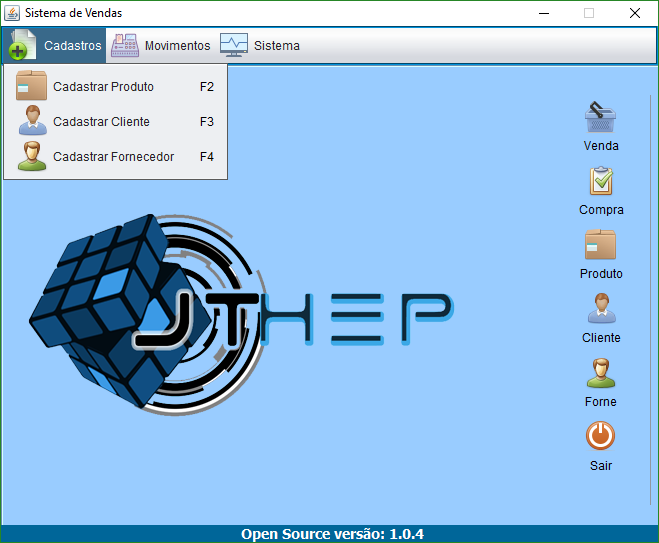 Sistema de Vendas
Cadastros Movimentos Sistema
Cadastrar Produto F2
Cadastrar Cliente F3
Cadastrar Fornecedor F4
Venda
Compra
Produto
Cliente
Forne
Sair
JTHEP
Open Source versão: 1.0.4